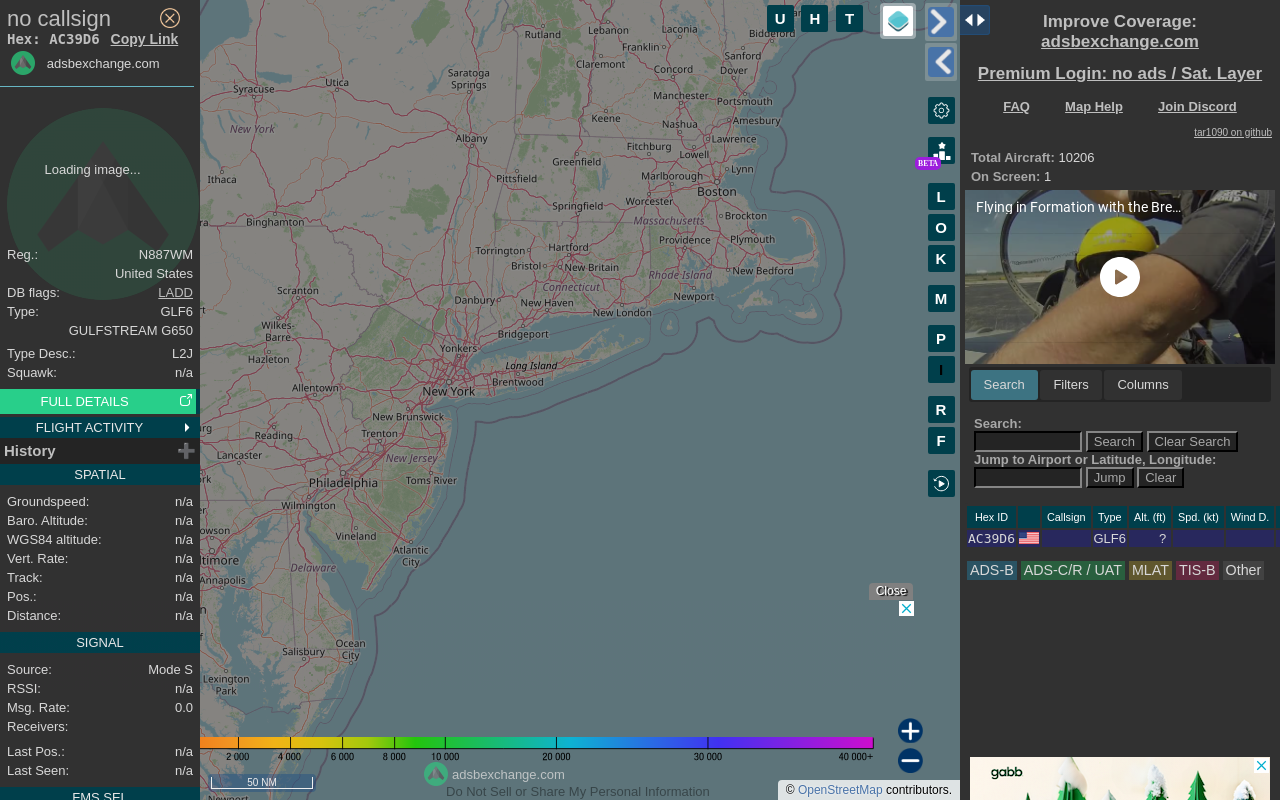 no callsign
Hex: AC39D6 Copy Link
adsbexchange.com
Loading image...
Reg.: N887WM
United States
DB flags: LADD
Type: GLF6
GULFSTREAM G650
Type Desc.: L2J
Squawk: n/a
FULL DETAILS
FLIGHT ACTIVITY
History
SPATIAL
Groundspeed: n/a
Baro. Altitude: n/a
WGS84 altitude: n/a
Vert. Rate: n/a
Track: n/a
Pos.: n/a
Distance: n/a
SIGNAL
Source: Mode S
RSSI: n/a
Msg. Rate: 0.0
Receivers:
Last Pos.: n/a
Last Seen: n/a
FMS SEL
U H T
Rutland
Lebanon
Laconia
Biddeford
Franklin
Sanford
Claremont
Concord
Dover
Saratoga
Springs
Utica
Syracuse
Manchester
Portsmouth
Keene
Nashua
Amesbury
New York
Albany
Fitchburg
Lawrence
Greenfield
Lowell
Lynn
Ithaca
Pittsfield
Marlborough
Boston
Worcester
Springfield
Massachusetts
Brockton
Binghamton
Torrington
Hartford
Providence
Plymouth
Bristol
New Britain
Rhode Island
New Bedford
Connecticut
Scranton
Danbury
New Haven
New London
Newport
Wilkes-
Barre
Bridgeport
Hazleton
Yonkers
Long Island
Allentown
New York
Brentwood
New Brunswick
Reading
Trenton
Lancaster
New Jersey
Philadelphia
Toms River
Wilmington
Vineland
Atlantic
City
Delaware
Annapolis
Ocean
City
Salisbury
Lexington
Park
BETA
L
O
K
M
P
I
R
F
Close
2 000 4 000 6 000 8 000 10 000 20 000 30 000 40 000+
50 NM
adsbexchange.com
Do Not Sell or Share My Personal Information
© OpenStreetMap contributors.
Improve Coverage:
adsbexchange.com
Premium Login: no ads / Sat. Layer
FAQ Map Help Join Discord
tar1090 on github
Total Aircraft: 10206
On Screen: 1
Flying in Formation with the Bre...
Search Filters Columns
Search:
Search Clear Search
Jump to Airport or Latitude, Longitude:
Jump Clear
Hex ID Callsign Type Alt. (ft) Spd. (kt) Wind D.
AC39D6 GLF6 ?
ADS-B ADS-C/R / UAT MLAT TIS-B Other
gabb